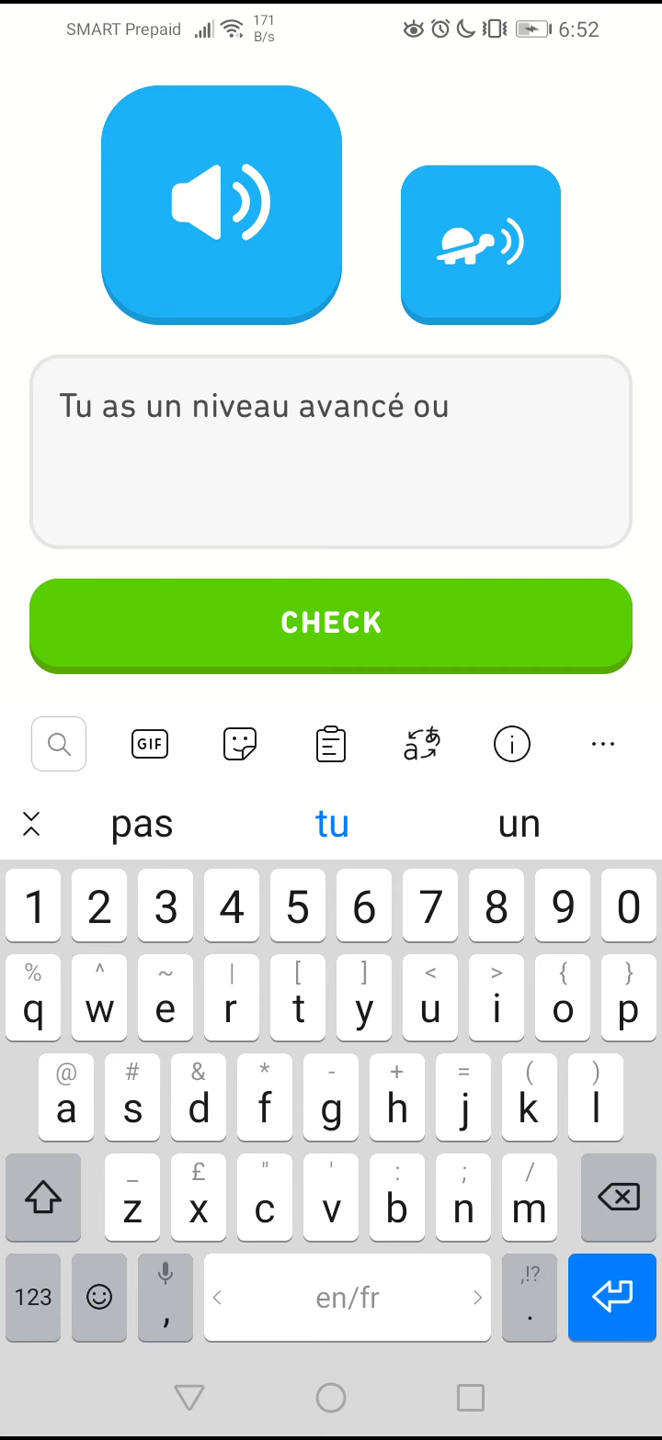 SMART Prepaid 171 B/s 6:52
Tu as un niveau avancé ou
CHECK
GIF
pas tu un
1 2 3 4 5 6 7 8 9 0
% ^ ~ | [ ] < > { }
q w e r t y u i o p
@ # & * - + = ( )
a s d f g h j k l
_ £ " ' : ; /
z x c v b n m
123 , < en/fr > ,!? .